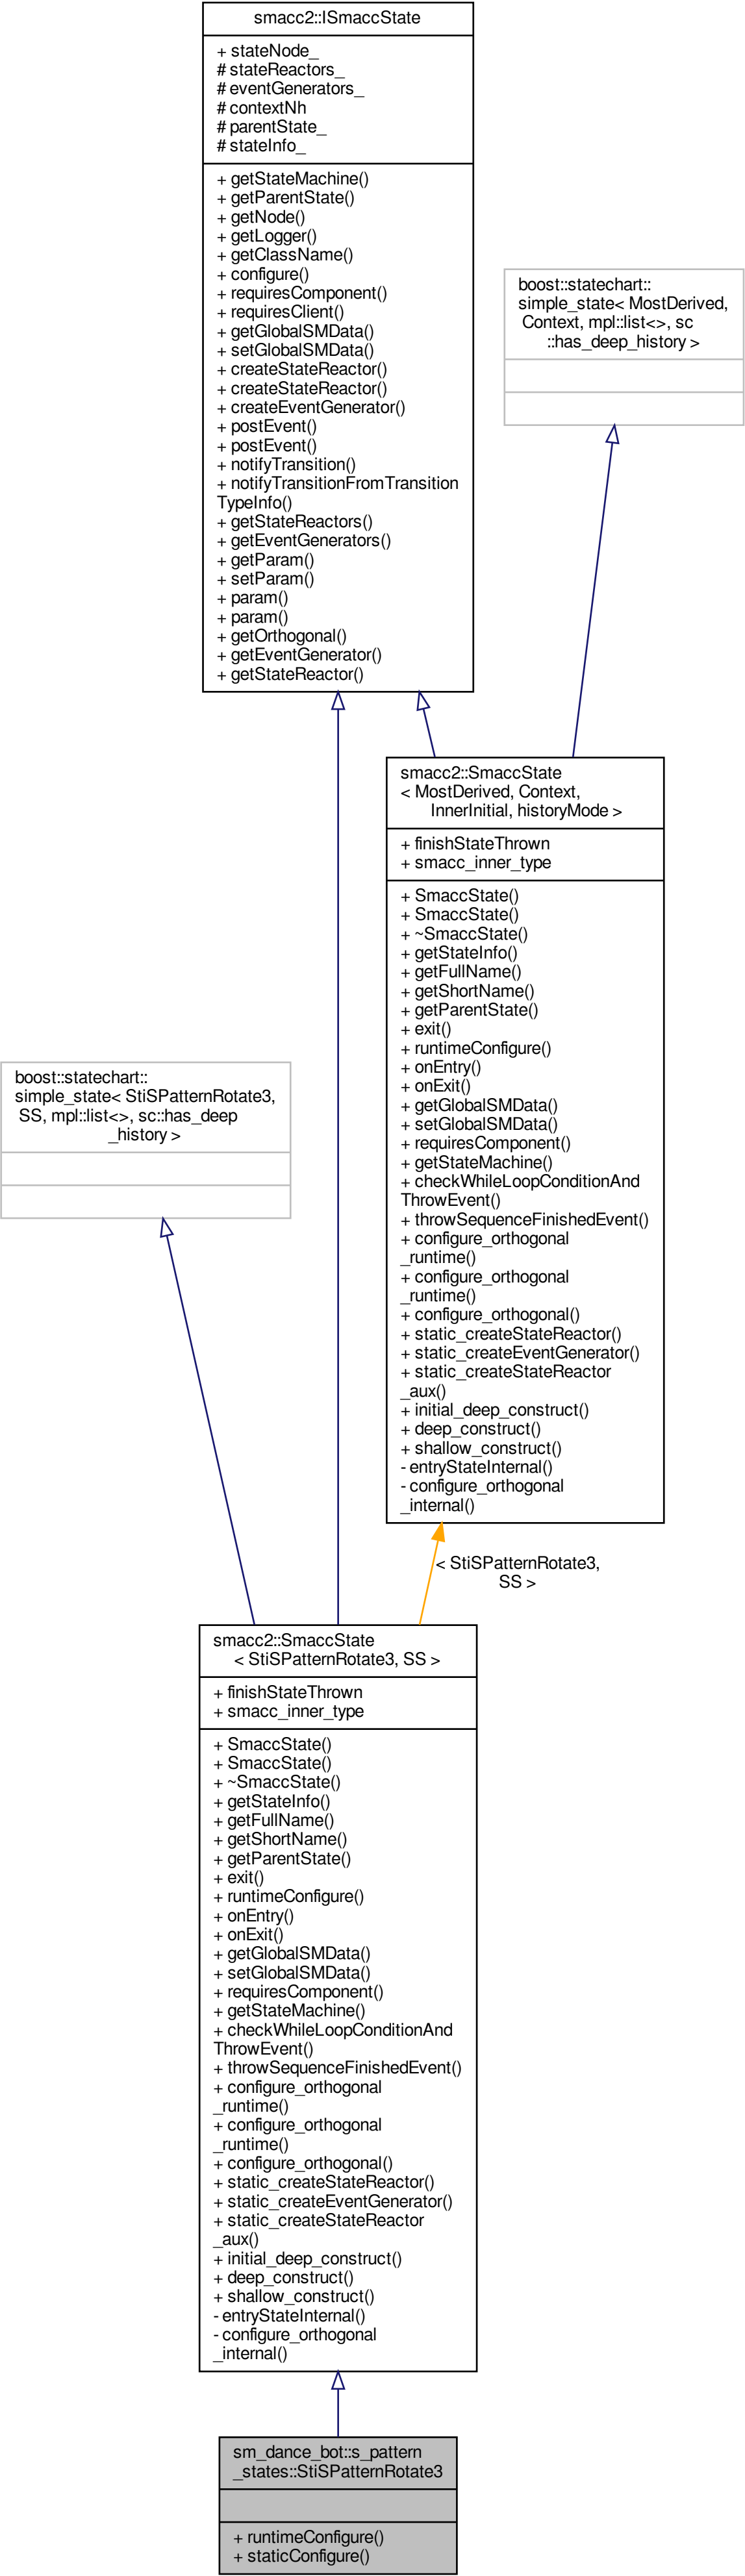 smacc2::ISmaccState
+ stateNode_
# stateReactors_
# eventGenerators_
# contextNh
# parentState_
# stateInfo_
+ getStateMachine()
+ getParentState()
+ getNode()
+ getLogger()
+ getClassName()
+ configure()
+ requiresComponent()
+ requiresClient()
+ getGlobalSMData()
+ setGlobalSMData()
+ createStateReactor()
+ createStateReactor()
+ createEventGenerator()
+ postEvent()
+ postEvent()
+ notifyTransition()
+ notifyTransitionFromTransition
TypeInfo()
+ getStateReactors()
+ getEventGenerators()
+ getParam()
+ setParam()
+ param()
+ param()
+ getOrthogonal()
+ getEventGenerator()
+ getStateReactor()
boost::statechart::
simple_state< MostDerived,
Context, mpl::list<>, sc
::has_deep_history >
smacc2::SmaccState
< MostDerived, Context,
InnerInitial, historyMode >
+ finishStateThrown
+ smacc_inner_type
+ SmaccState()
+ SmaccState()
+ ~SmaccState()
+ getStateInfo()
+ getFullName()
+ getShortName()
+ getParentState()
+ exit()
+ runtimeConfigure()
+ onEntry()
+ onExit()
+ getGlobalSMData()
+ setGlobalSMData()
+ requiresComponent()
+ getStateMachine()
+ checkWhileLoopConditionAnd
ThrowEvent()
+ throwSequenceFinishedEvent()
+ configure_orthogonal
_runtime()
+ configure_orthogonal
_runtime()
+ configure_orthogonal()
+ static_createStateReactor()
+ static_createEventGenerator()
+ static_createStateReactor
_aux()
+ initial_deep_construct()
+ deep_construct()
+ shallow_construct()
- entryStateInternal()
- configure_orthogonal
_internal()
boost::statechart::
simple_state< StiSPatternRotate3,
SS, mpl::list<>, sc::has_deep
_history >
< StiSPatternRotate3,
SS >
smacc2::SmaccState
< StiSPatternRotate3, SS >
+ finishStateThrown
+ smacc_inner_type
+ SmaccState()
+ SmaccState()
+ ~SmaccState()
+ getStateInfo()
+ getFullName()
+ getShortName()
+ getParentState()
+ exit()
+ runtimeConfigure()
+ onEntry()
+ onExit()
+ getGlobalSMData()
+ setGlobalSMData()
+ requiresComponent()
+ getStateMachine()
+ checkWhileLoopConditionAnd
ThrowEvent()
+ throwSequenceFinishedEvent()
+ configure_orthogonal
_runtime()
+ configure_orthogonal
_runtime()
+ configure_orthogonal()
+ static_createStateReactor()
+ static_createEventGenerator()
+ static_createStateReactor
_aux()
+ initial_deep_construct()
+ deep_construct()
+ shallow_construct()
- entryStateInternal()
- configure_orthogonal
_internal()
sm_dance_bot::s_pattern
_states::StiSPatternRotate3
+ runtimeConfigure()
+ staticConfigure()